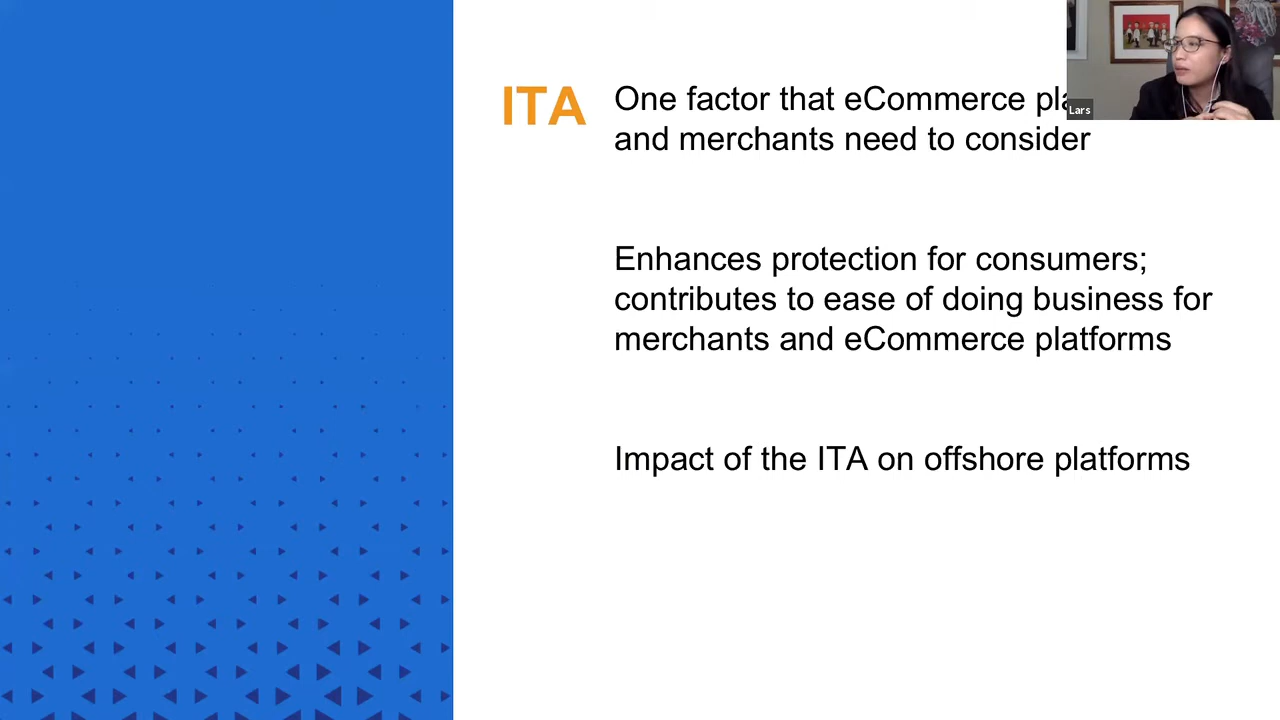 ITA
One factor that eCommerce
and merchants need to consider
Enhances protection for consumers;
contributes to ease of doing business for
merchants and eCommerce platforms
Impact of the ITA on offshore platforms
Lars